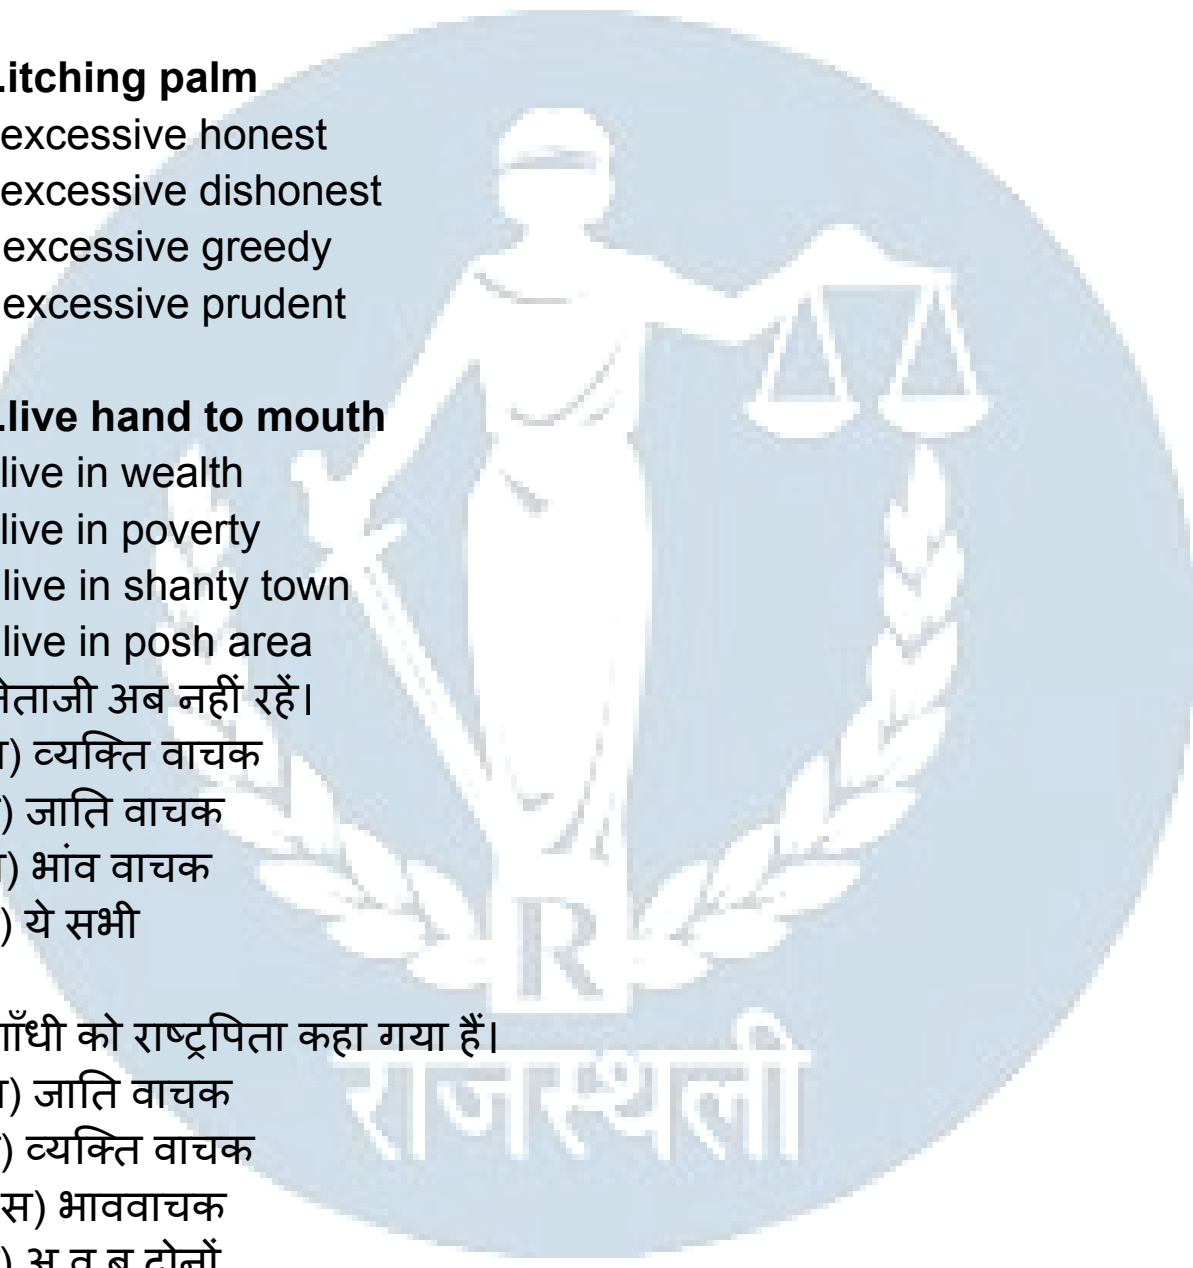 .itching palm
excessive honest
excessive dishonest
excessive greedy
excessive prudent
.live hand to mouth
live in wealth
live in poverty
live in shanty town
live in posh area
अब नहीं रहें।
) व्यक्ति वाचक
) जाति वाचक
) भांव वाचक
) ये सभी
को राष्ट्रपिता कहा गया हैं।
) जाति वाचक
) व्यक्ति वाचक
स) भाववाचक
) अ व ब दोनों
R
राजस्थली